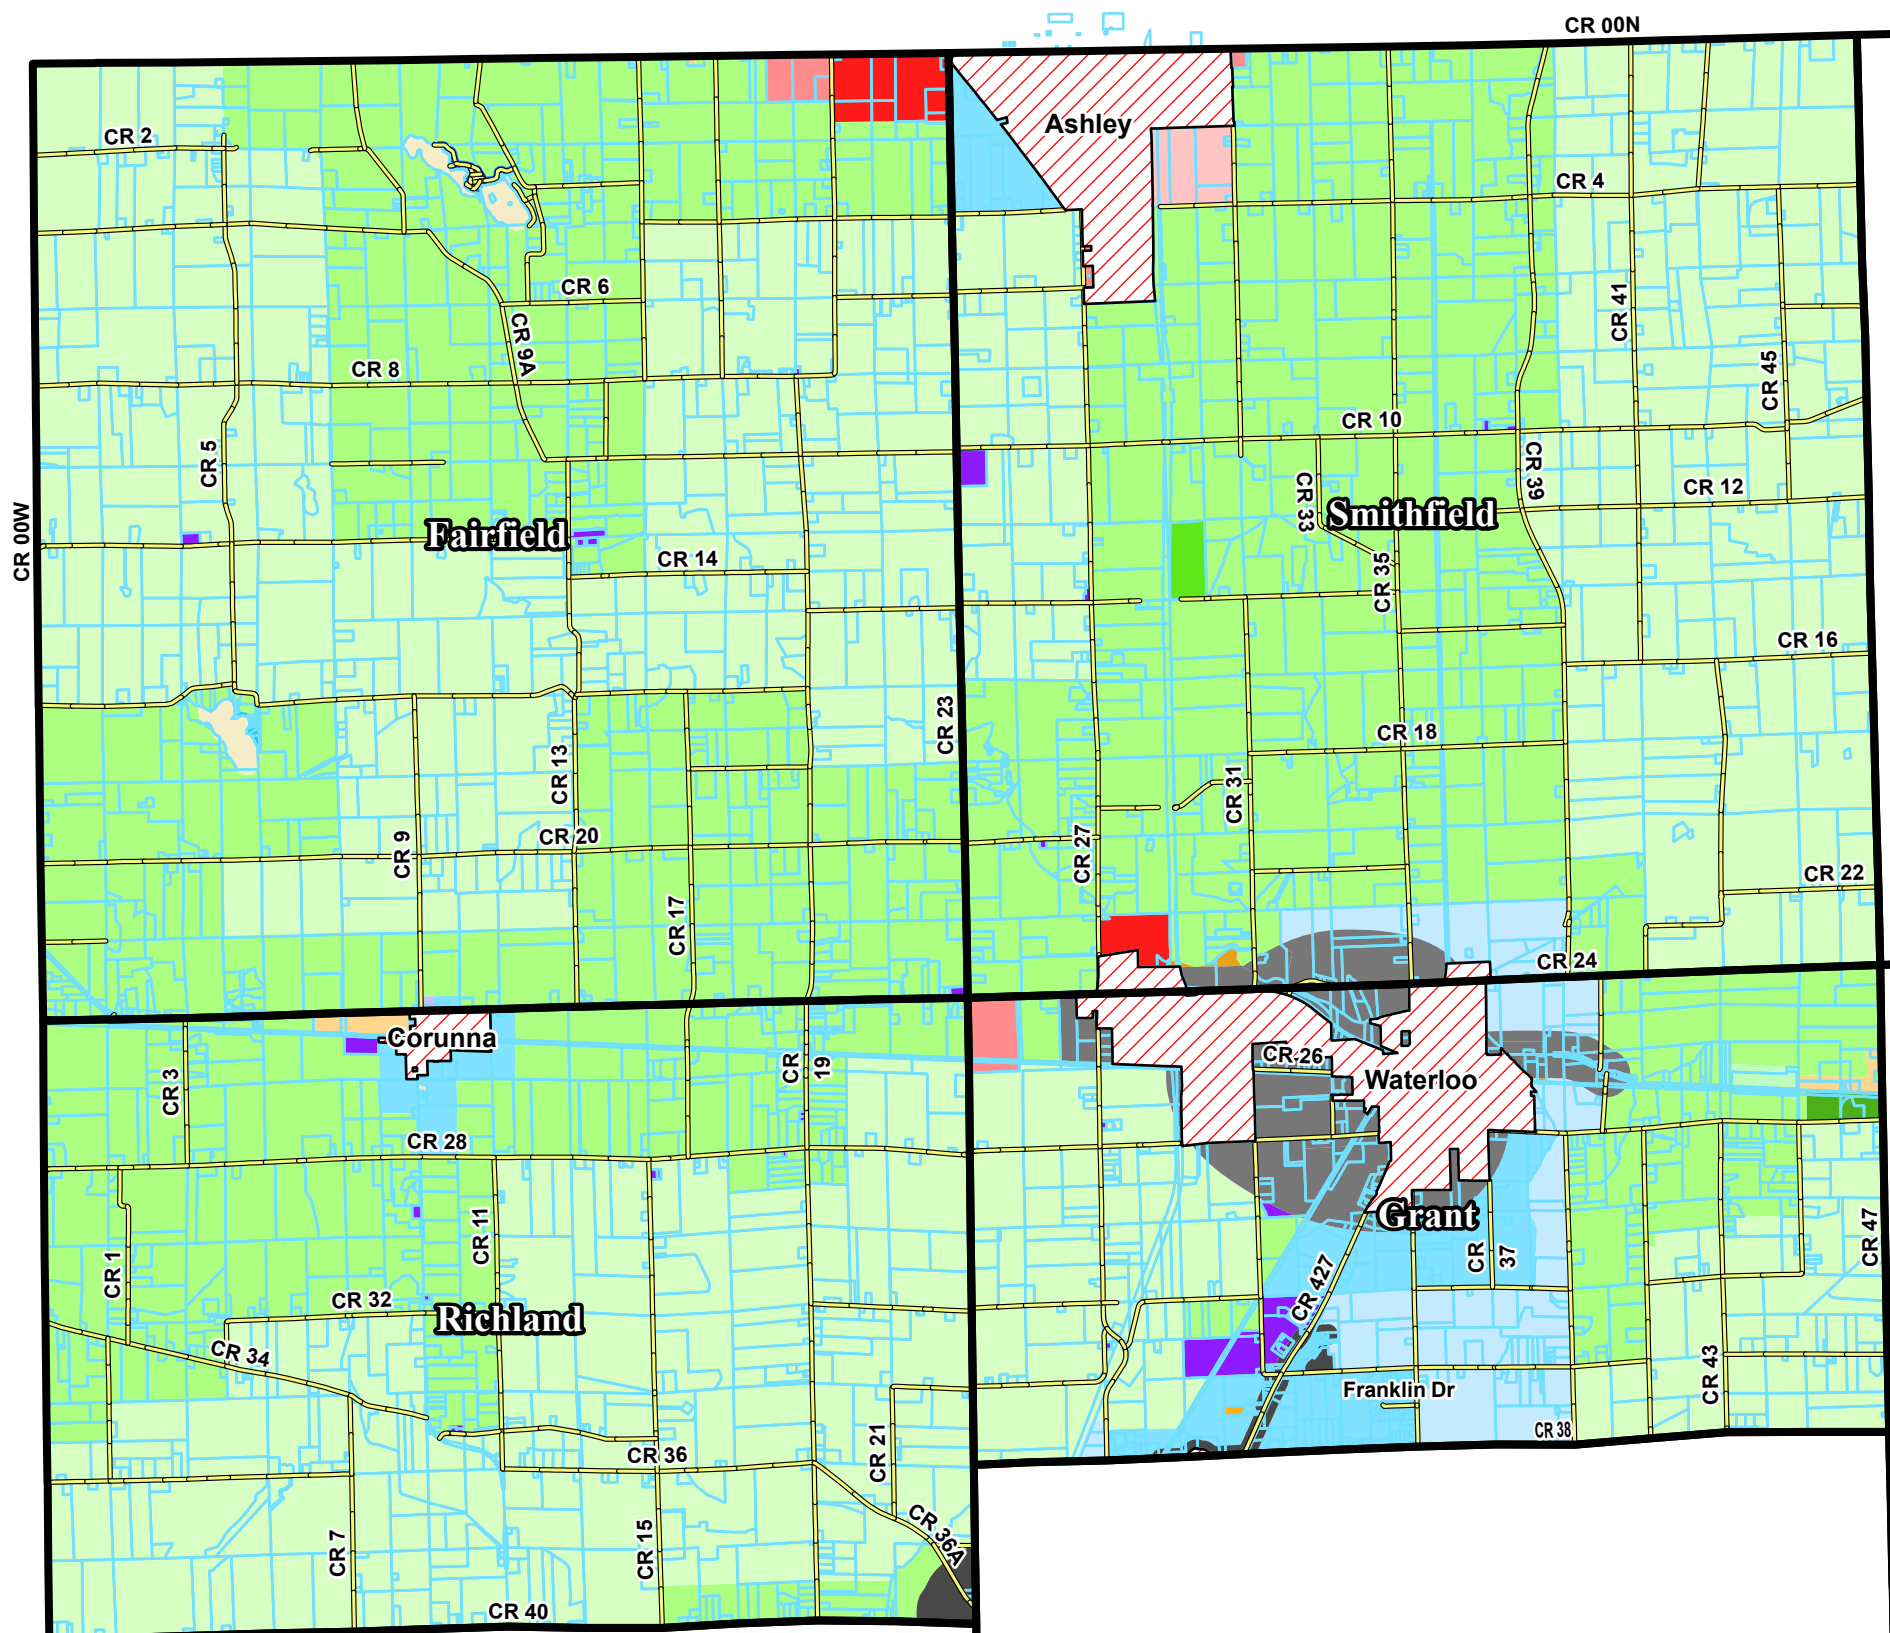 CR 00N
Ashley
CR 2
CR 4
CR 6
CR 41
CR 9A
CR 8
CR 45
CR 10
CR 5
CR 39
CR 12
CR 33
Smithfield
Fairfield
CR 00W
CR 14
CR 35
CR 16
CR 23
CR 18
CR 13
CR 31
CR 20
CR 9
CR 27
CR 22
CR 17
CR 24
Corunna
CR 26
CR
19
Waterloo
CR 3
CR 28
Grant
CR 11
CR
37
CR 47
CR 1
CR 427
CR 32
Richland
CR 34
CR 43
Franklin Dr
CR 38
CR 36
CR 21
CR 7
CR 15
CR 36A
CR 40